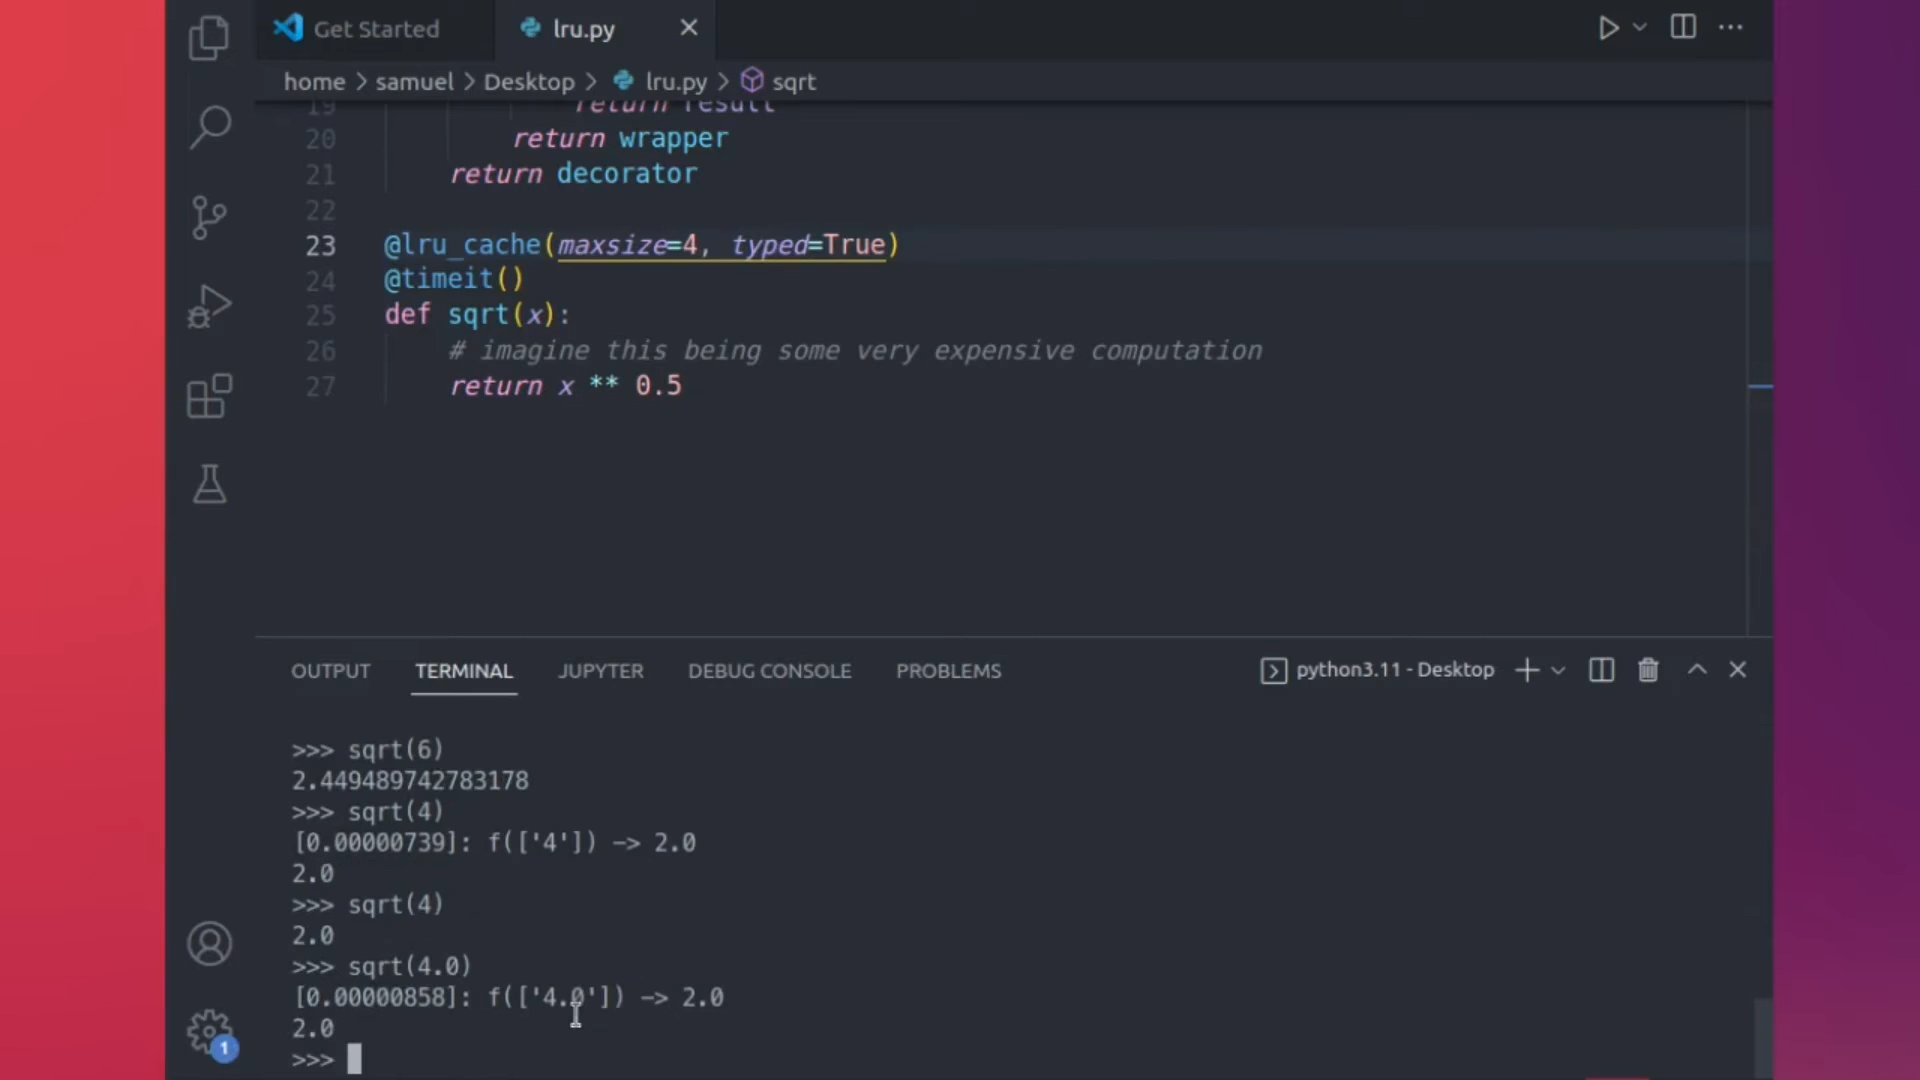 Get Started
lru.py
home > samuel > Desktop > lru.py > sqrt
19 return result
20 return wrapper
21 return decorator
22
23 @lru_cache(maxsize=4, typed=True)
24 @timeit()
25 def sqrt(x):
26 # imagine this being some very expensive computation
27 return x ** 0.5
OUTPUT TERMINAL JUPYTER DEBUG CONSOLE PROBLEMS
python3.11 - Desktop
>>> sqrt(6)
2.449489742783178
>>> sqrt(4)
[0.00000739]: f(['4']) -> 2.0
2.0
>>> sqrt(4)
2.0
>>> sqrt(4.0)
[0.00000858]: f(['4.0']) -> 2.0
2.0
>>>
1